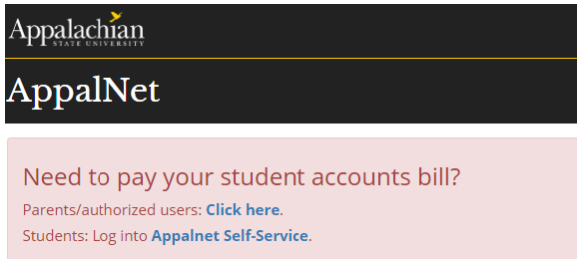 Appalachian
STATE UNIVERSITY
AppalNet
Need to pay your student accounts bill?
Parents/authorized users: Click here.
Students: Log into Appalnet Self-Service.